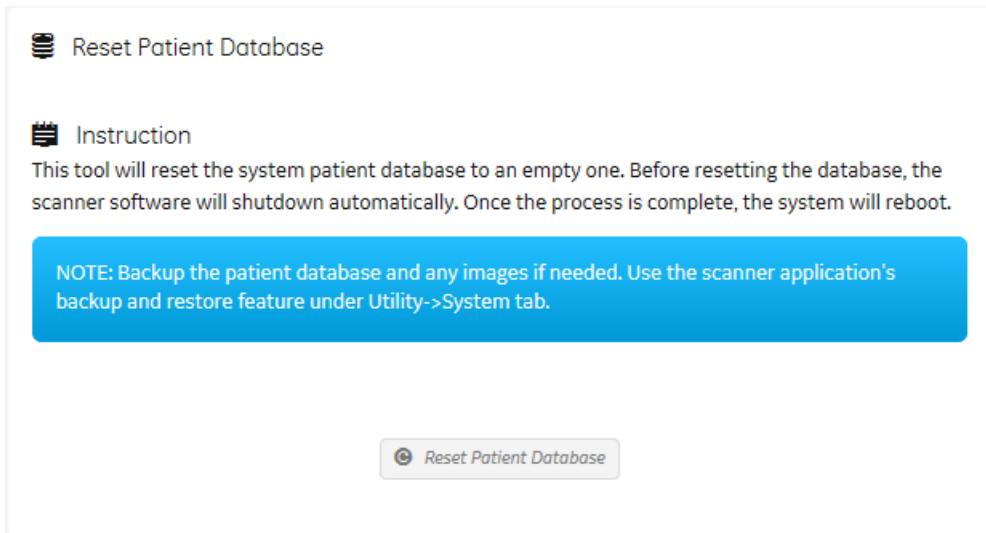 Reset Patient Database
Instruction
This tool will reset the system patient database to an empty one. Before resetting the database, the
scanner software will shutdown automatically. Once the process is complete, the system will reboot.
NOTE: Backup the patient database and any images if needed. Use the scanner application's
backup and restore feature under Utility->System tab.
Reset Patient Database